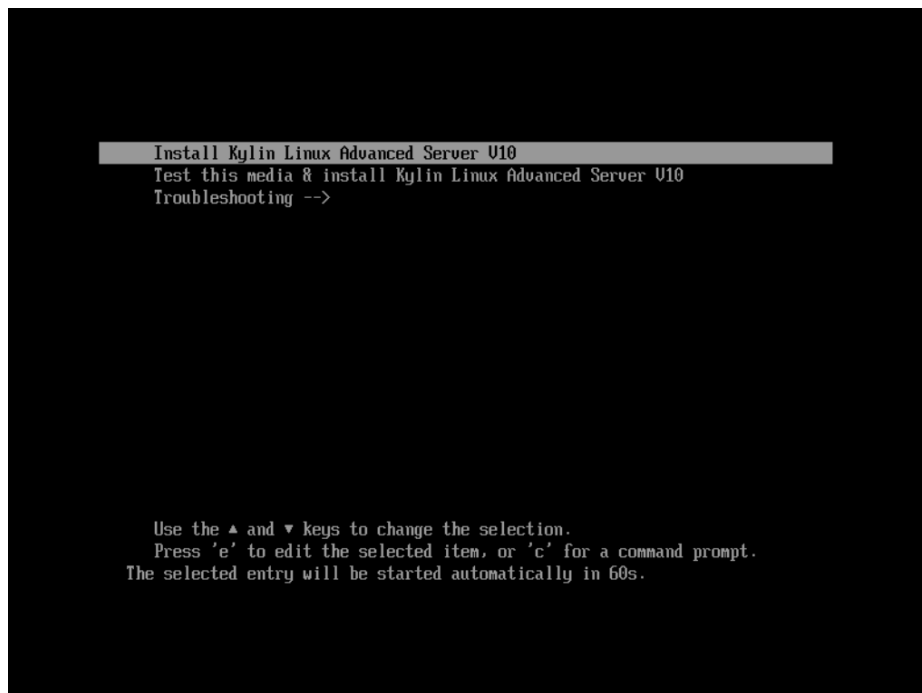 Install Kylin Linux Advanced Server V10
Test this media & install Kylin Linux Advanced Server V10
Troubleshooting -->
Use the ▲ and ▼ keys to change the selection.
Press 'e' to edit the selected item, or 'c' for a command prompt.
The selected entry will be started automatically in 60s.